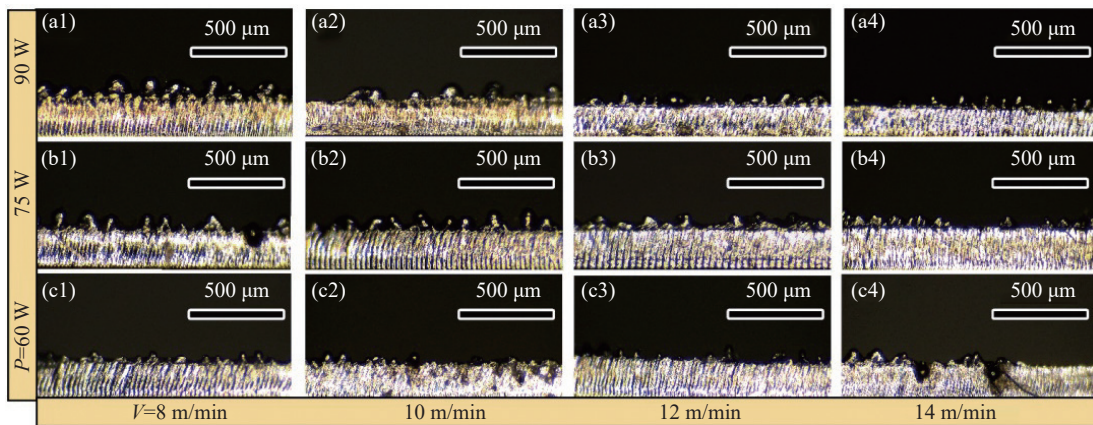 90 W
(a1) 500 μm
(a2) 500 μm
(a3) 500 μm
(a4) 500 μm
75 W
(b1) 500 μm
(b2) 500 μm
(b3) 500 μm
(b4) 500 μm
P=60 W
(c1) 500 μm
(c2) 500 μm
(c3) 500 μm
(c4) 500 μm
V=8 m/min 10 m/min 12 m/min 14 m/min